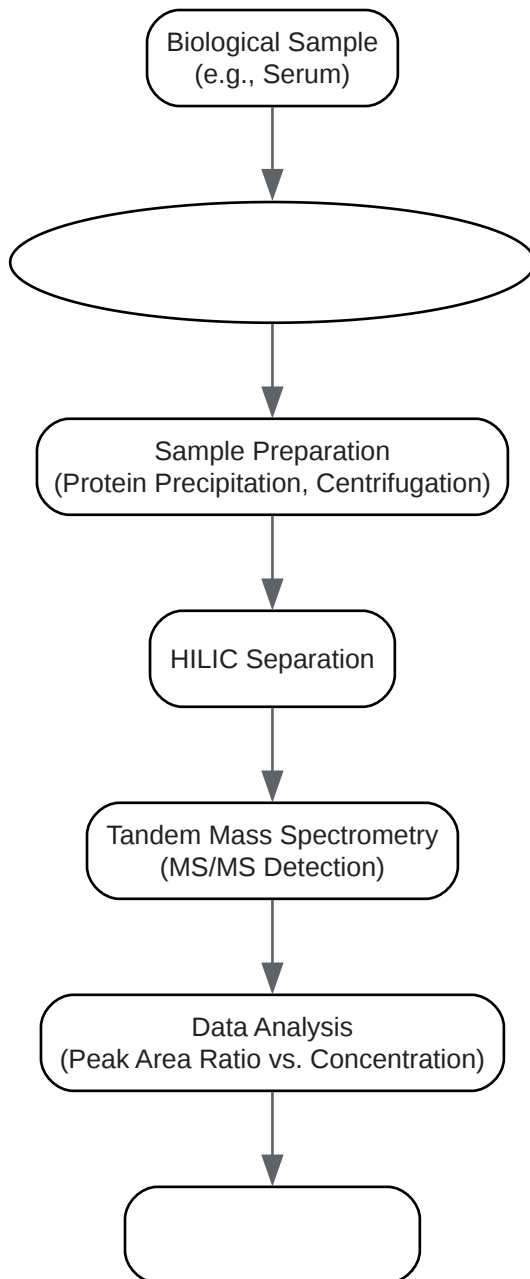 Biological Sample
(e.g., Serum)
Sample Preparation
(Protein Precipitation, Centrifugation)
HILIC Separation
Tandem Mass Spectrometry
(MS/MS Detection)
Data Analysis
(Peak Area Ratio vs. Concentration)